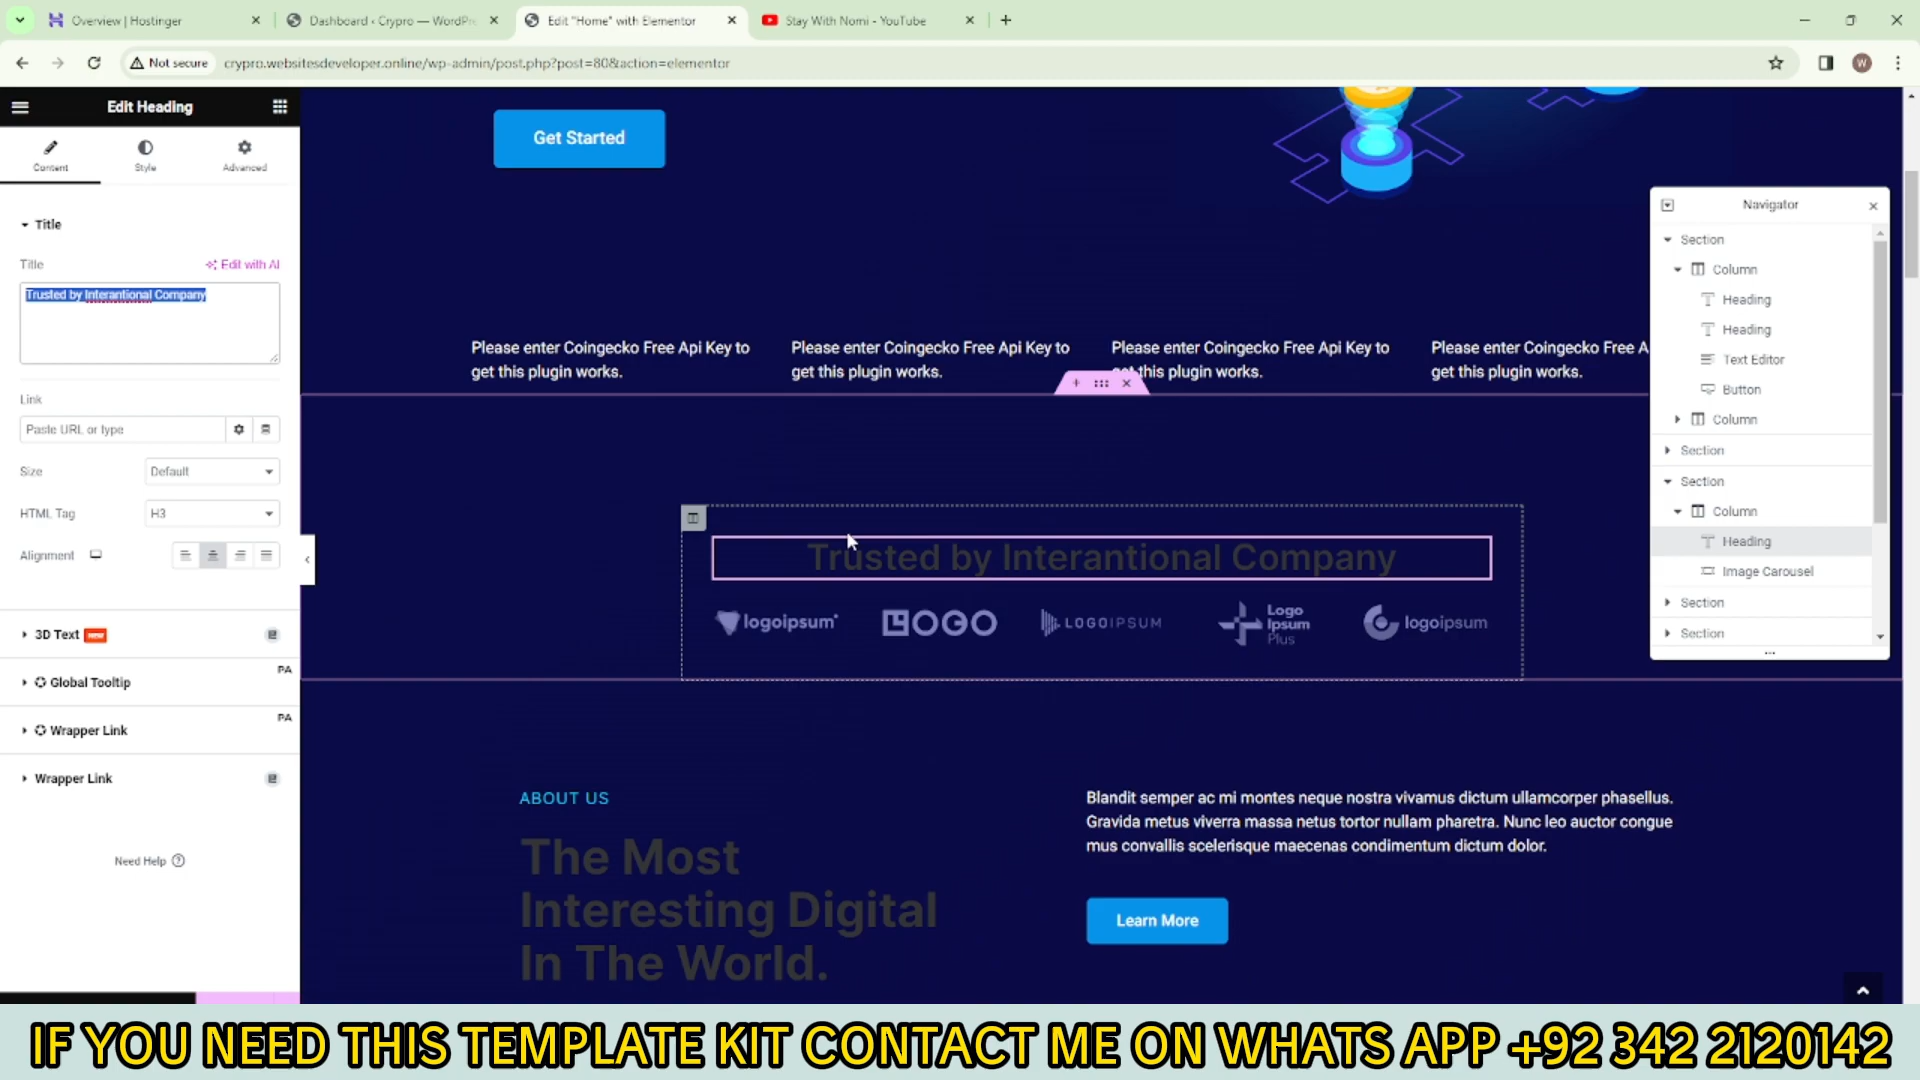 Overview | Hostinger
Dashboard ‹ Crypro — WordPre
Edit "Home" with Elementor
Stay With Nomi - YouTube
Not secure
crypro.websitesdeveloper.online/wp-admin/post.php?post=80&action=elementor
W
Edit Heading
Content
Style
Advanced
Title
Title
Edit with AI
Trusted by Interantional Company
Link
Paste URL or type
Size
Default
HTML Tag
H3
Alignment
3D Text
NEW
PA
Global Tooltip
PA
Wrapper Link
Wrapper Link
Need Help
Get Started
Please enter Coingecko Free Api Key to
get this plugin works.
Please enter Coingecko Free Api Key to
get this plugin works.
Please enter Coingecko Free Api Key to
get this plugin works.
Please enter Coingecko Free A
get this plugin works.
Trusted by Interantional Company
logoipsum
LOGO
LOGOIPSUM
Logo
Ipsum
Plus
logoipsum
ABOUT US
The Most
Interesting Digital
In The World.
Blandit semper ac mi montes neque nostra vivamus dictum ullamcorper phasellus.
Gravida metus viverra massa netus tortor nullam pharetra. Nunc leo auctor congue
mus convallis scelerisque maecenas condimentum dictum dolor.
Learn More
Navigator
Section
Column
Heading
Heading
Text Editor
Button
Column
Section
Section
Column
Heading
Image Carousel
Section
Section
IF YOU NEED THIS TEMPLATE KIT CONTACT ME ON WHATS APP +92 342 2120142